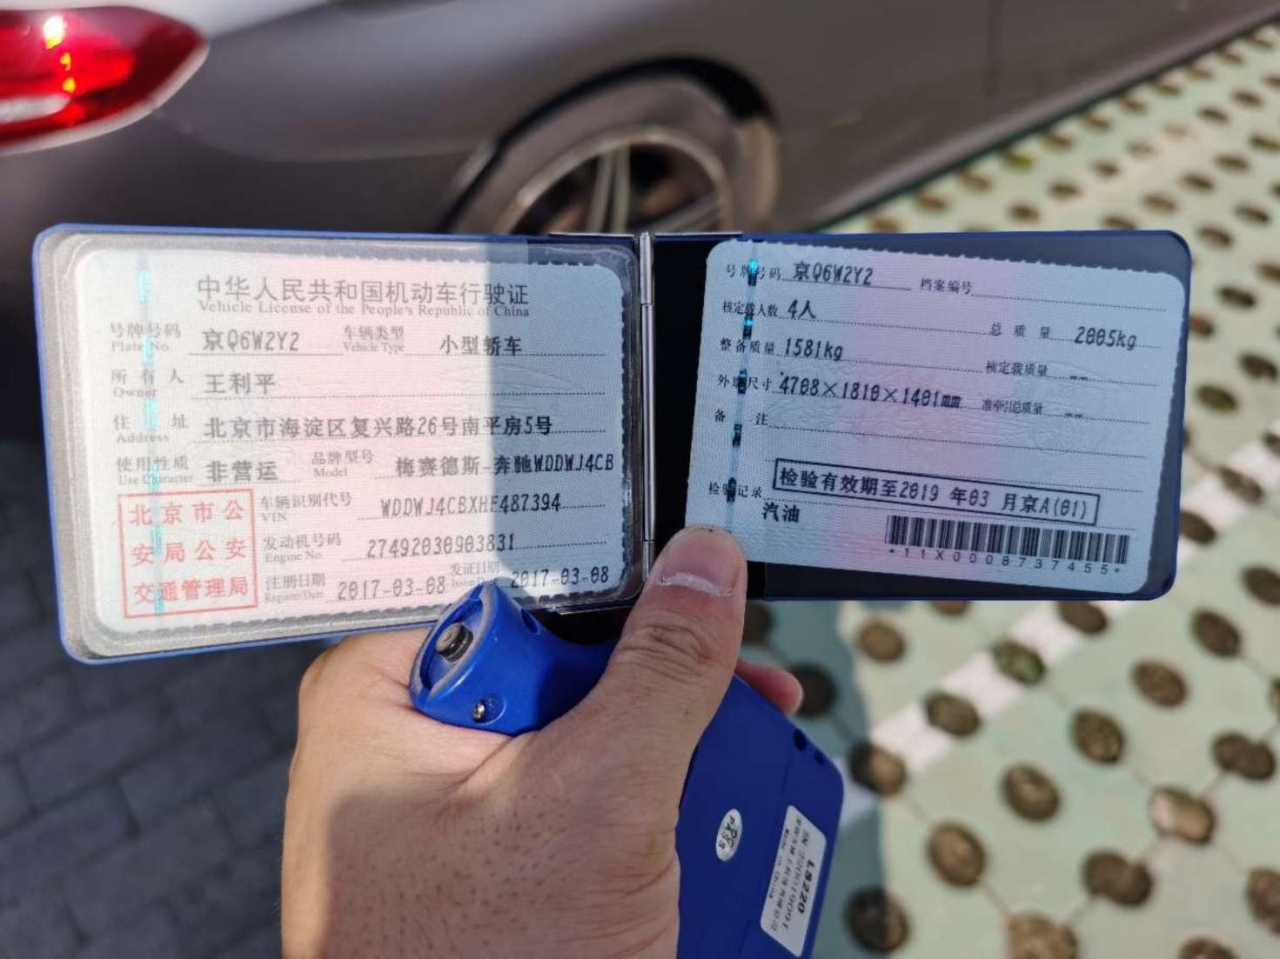 中华人民共和国机动车行驶证
Vehicle License of the People's Republic of China
号牌号码 京Q6W2Y2 车辆类型 小型轿车
Plate No. Vehicle Type
所有人 王利平
Owner
住址 北京市海淀区复兴路26号南平房5号
Address
使用性质 非营运 品牌型号 梅赛德斯-奔驰WDDWJ4CB
Use Character Model
北京市公
安局公安
交通管理局
车辆识别代号 WDDWJ4CBXHF487394
VIN
发动机号码 27492030903831
Engine No.
注册日期 2017-03-08 发证日期 2017-03-08
Register Date Issue Date
号牌号码 京Q6W2Y2 档案编号
核定载人数 4人 总质量 2005kg
整备质量 1581kg 核定载质量 --
外廓尺寸 4708×1810×1401mm 准牵引总质量 --
备注
检验记录 检验有效期至2019 年03 月京A(01)
汽油
*11X0008737455*
LS220